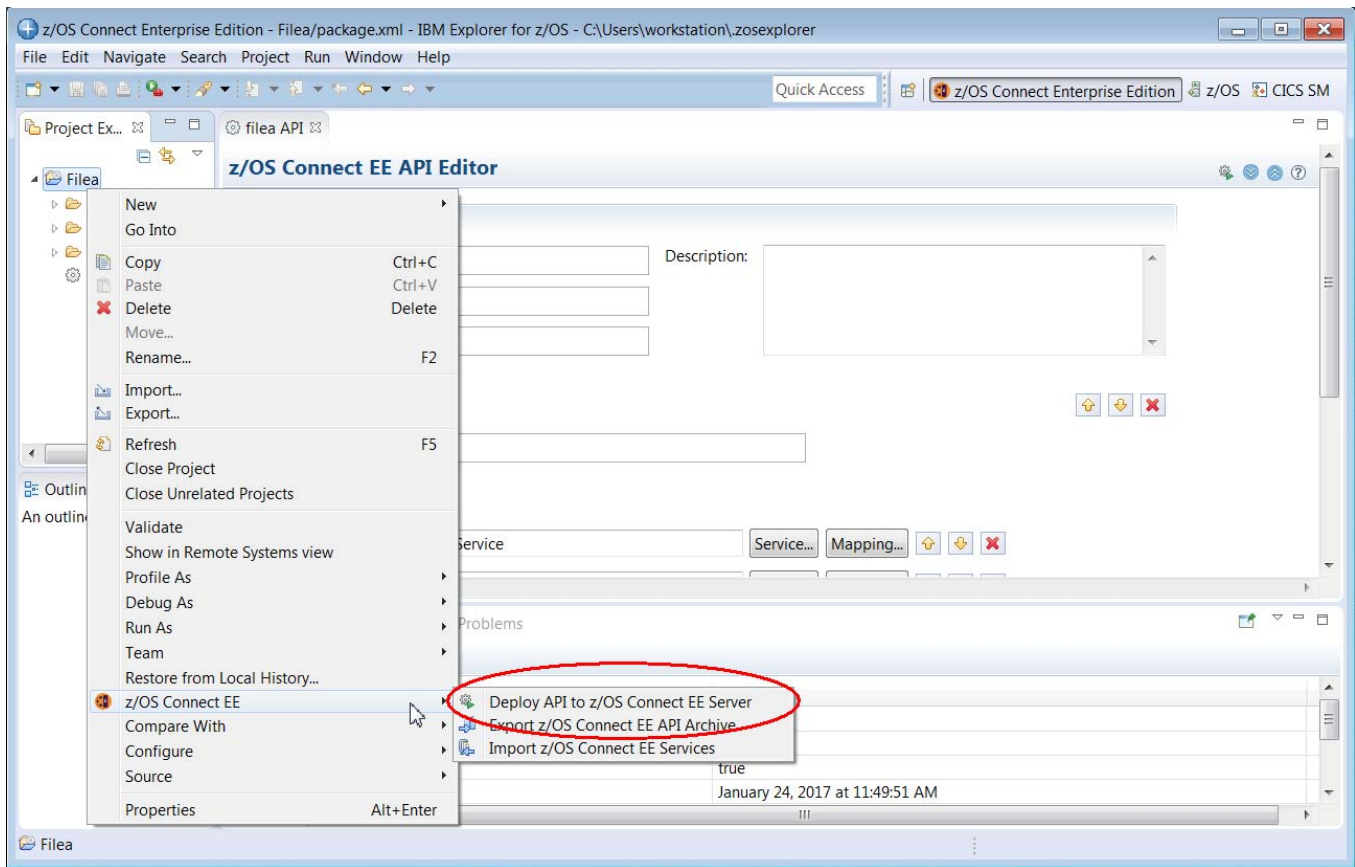 z/OS Connect Enterprise Edition - Filea/package.xml - IBM Explorer for z/OS - C:\Users\workstation\.zosexplorer
File Edit Navigate Search Project Run Window Help
Quick Access z/OS Connect Enterprise Edition z/OS CICS SM
Project Ex... filea API
z/OS Connect EE API Editor
Filea
New
Go Into
Description:
Copy Ctrl+C
Paste Ctrl+V
Delete Delete
Move...
Rename... F2
Import...
Export...
Refresh F5
Close Project
Close Unrelated Projects
Outlin
An outlin
Validate
Show in Remote Systems view
Service Service... Mapping...
Profile As
Debug As
Run As
Problems
Team
Restore from Local History...
z/OS Connect EE
Deploy API to z/OS Connect EE Server
Export z/OS Connect EE API Archive
Import z/OS Connect EE Services
Compare With
Configure
Source
true
January 24, 2017 at 11:49:51 AM
Properties Alt+Enter
Filea